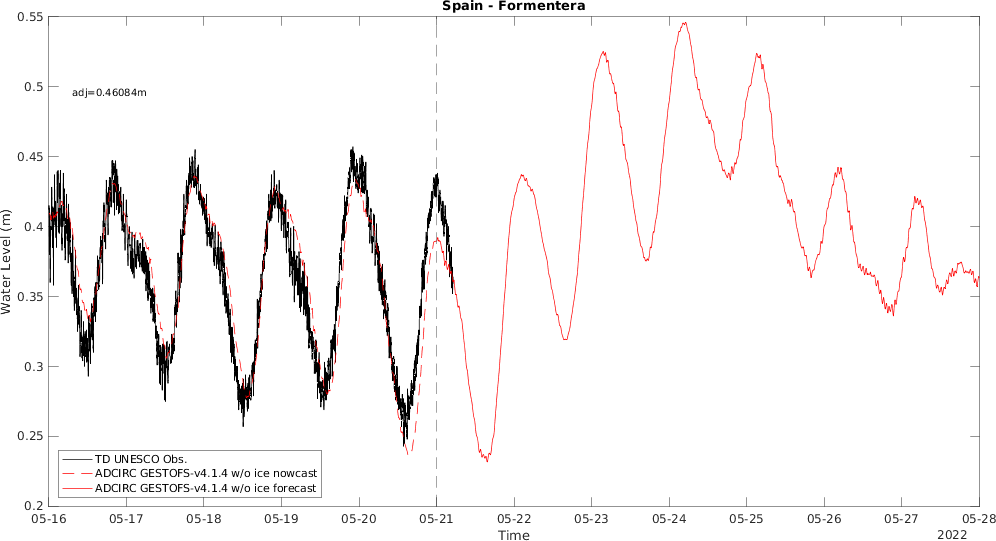 Spain - Formentera
0.55
0.5
0.45
0.4
0.35
0.3
0.25
0.2
Water Level (m)
adj=0.46084m
TD UNESCO Obs.
ADCIRC GESTOFS-v4.1.4 w/o ice nowcast
ADCIRC GESTOFS-v4.1.4 w/o ice forecast
05-16 05-17 05-18 05-19 05-20 05-21 05-22 05-23 05-24 05-25 05-26 05-27 05-28
Time
2022